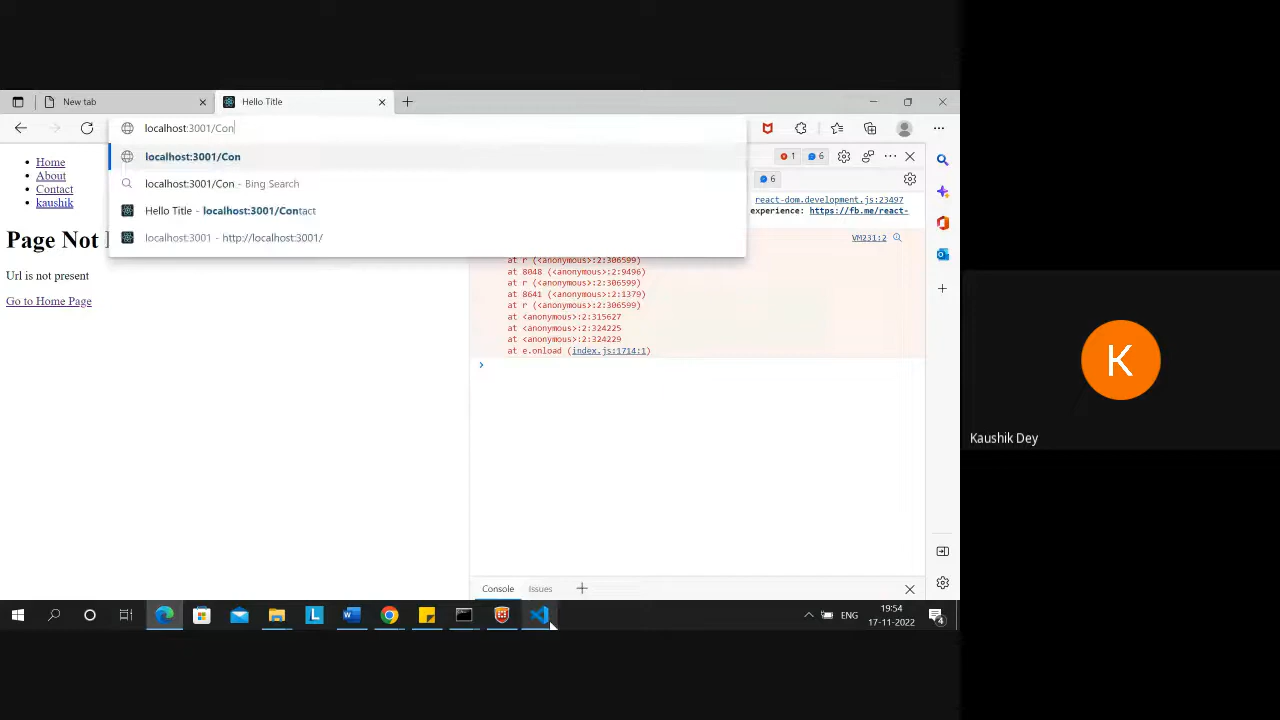 New tab
Hello Title
localhost:3001/Con
localhost:3001/Con
localhost:3001/Con - Bing Search
Hello Title - localhost:3001/Contact
localhost:3001 - http://localhost:3001/
Home
About
Contact
kaushik
Page Not
Url is not present
Go to Home Page
1 6
6
react-dom.development.js:23497
experience: https://fb.me/react-
VM231:2
at r (<anonymous>:2:306599)
at 8048 (<anonymous>:2:9496)
at r (<anonymous>:2:306599)
at 8641 (<anonymous>:2:1379)
at r (<anonymous>:2:306599)
at <anonymous>:2:315627
at <anonymous>:2:324225
at <anonymous>:2:324229
at e.onload (index.js:1714:1)
Console Issues
L
ENG
19:54
17-11-2022
4
K
Kaushik Dey